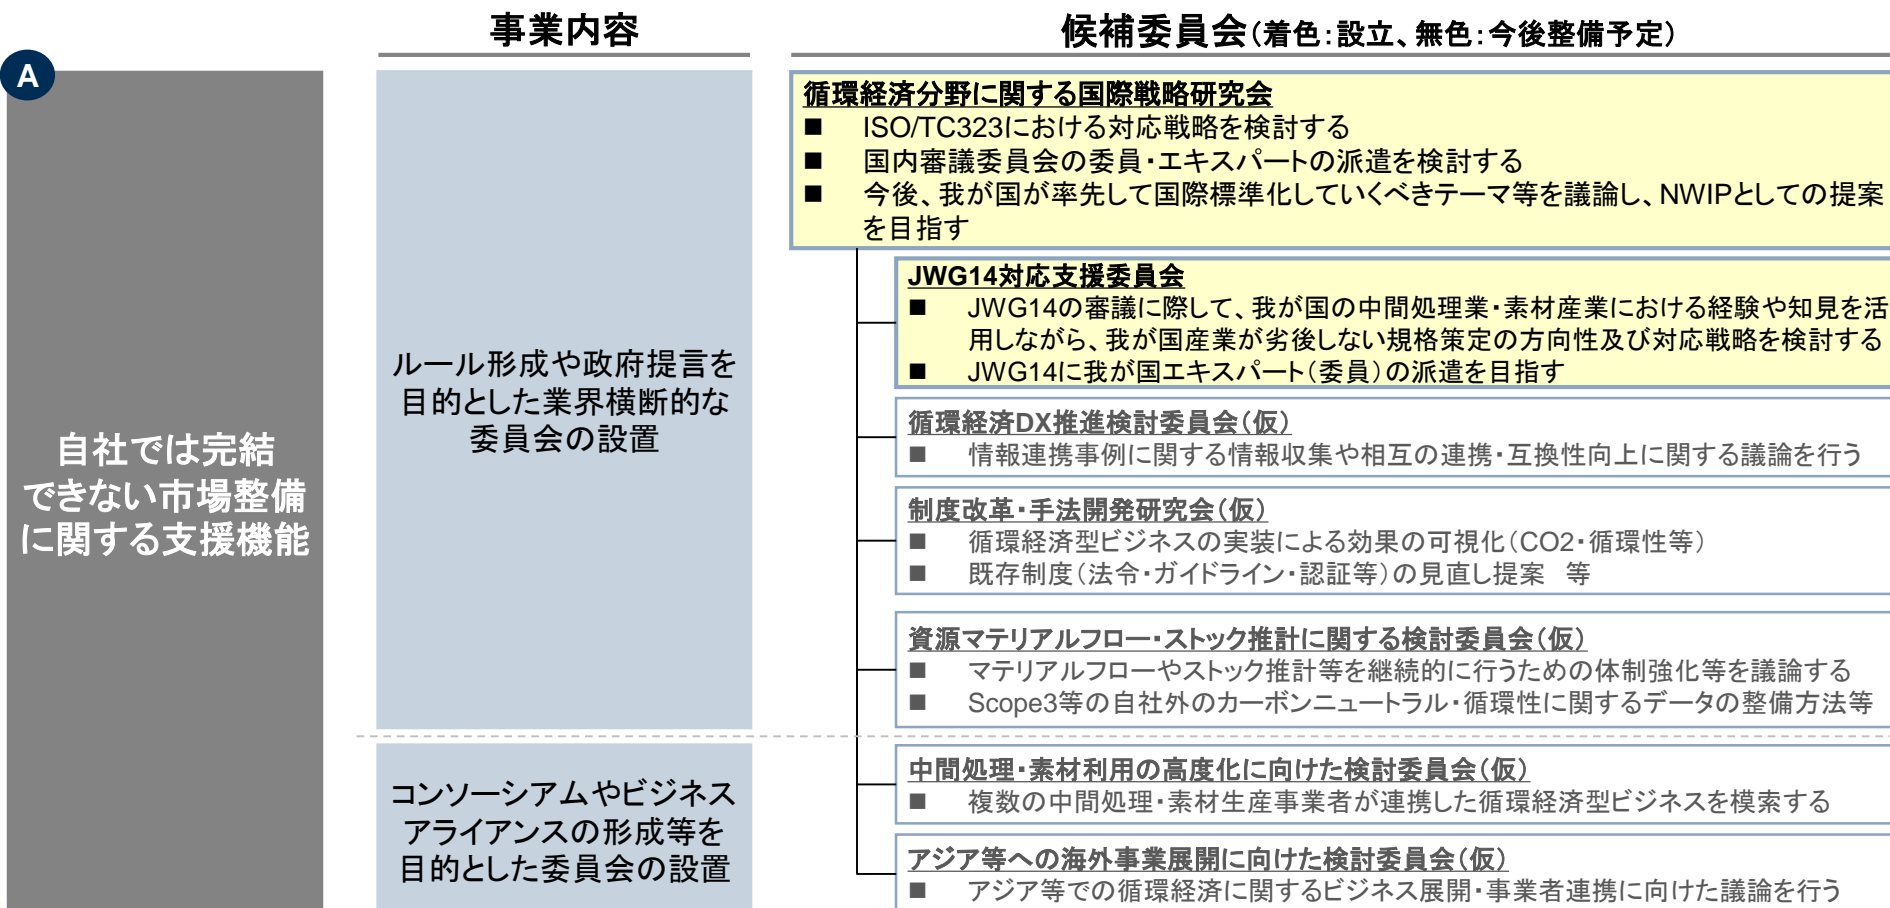 事業内容
候補委員会(着色:設立、無色:今後整備予定)
A
自社では完結
できない市場整備
に関する支援機能
ルール形成や政府提言を
目的とした業界横断的な
委員会の設置
循環経済分野に関する国際戦略研究会
■ ISO/TC323における対応戦略を検討する
■ 国内審議委員会の委員・エキスパートの派遣を検討する
■ 今後、我が国が率先して国際標準化していくべきテーマ等を議論し、NWIPとしての提案
を目指す
JWG14対応支援委員会
■ JWG14の審議に際して、我が国の中間処理業・素材産業における経験や知見を活
用しながら、我が国産業が劣後しない規格策定の方向性及び対応戦略を検討する
■ JWG14に我が国エキスパート(委員)の派遣を目指す
循環経済DX推進検討委員会(仮)
■ 情報連携事例に関する情報収集や相互の連携・互換性向上に関する議論を行う
制度改革・手法開発研究会(仮)
■ 循環経済型ビジネスの実装による効果の可視化(CO2・循環性等)
■ 既存制度(法令・ガイドライン・認証等)の見直し提案 等
資源マテリアルフロー・ストック推計に関する検討委員会(仮)
■ マテリアルフローやストック推計等を継続的に行うための体制強化等を議論する
■ Scope3等の自社外のカーボンニュートラル・循環性に関するデータの整備方法等
コンソーシアムやビジネス
アライアンスの形成等を
目的とした委員会の設置
中間処理・素材利用の高度化に向けた検討委員会(仮)
■ 複数の中間処理・素材生産事業者が連携した循環経済型ビジネスを模索する
アジア等への海外事業展開に向けた検討委員会(仮)
■ アジア等での循環経済に関するビジネス展開・事業者連携に向けた議論を行う